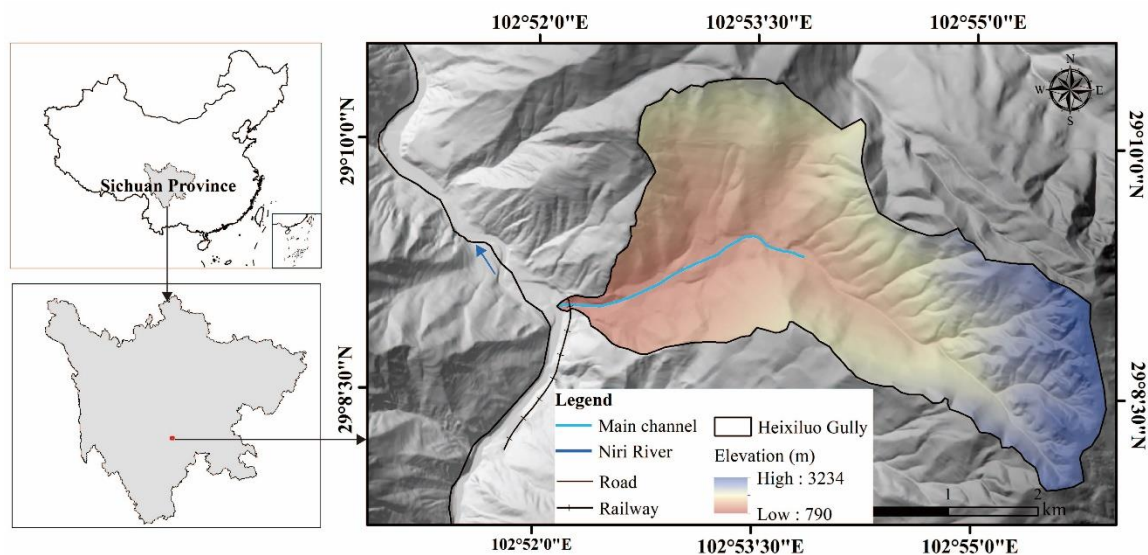 Sichuan Province
102°52'0"E
102°53'30"E
102°55'0"E
29°10'0"N
29°8'30"N
N
W
E
S
29°10'0"N
29°8'30"N
Legend
Main channel
Niri River
Road
Railway
Heixiluo Gully
Elevation (m)
High : 3234
Low : 790
1
2
km
102°52'0"E
102°53'30"E
102°55'0"E